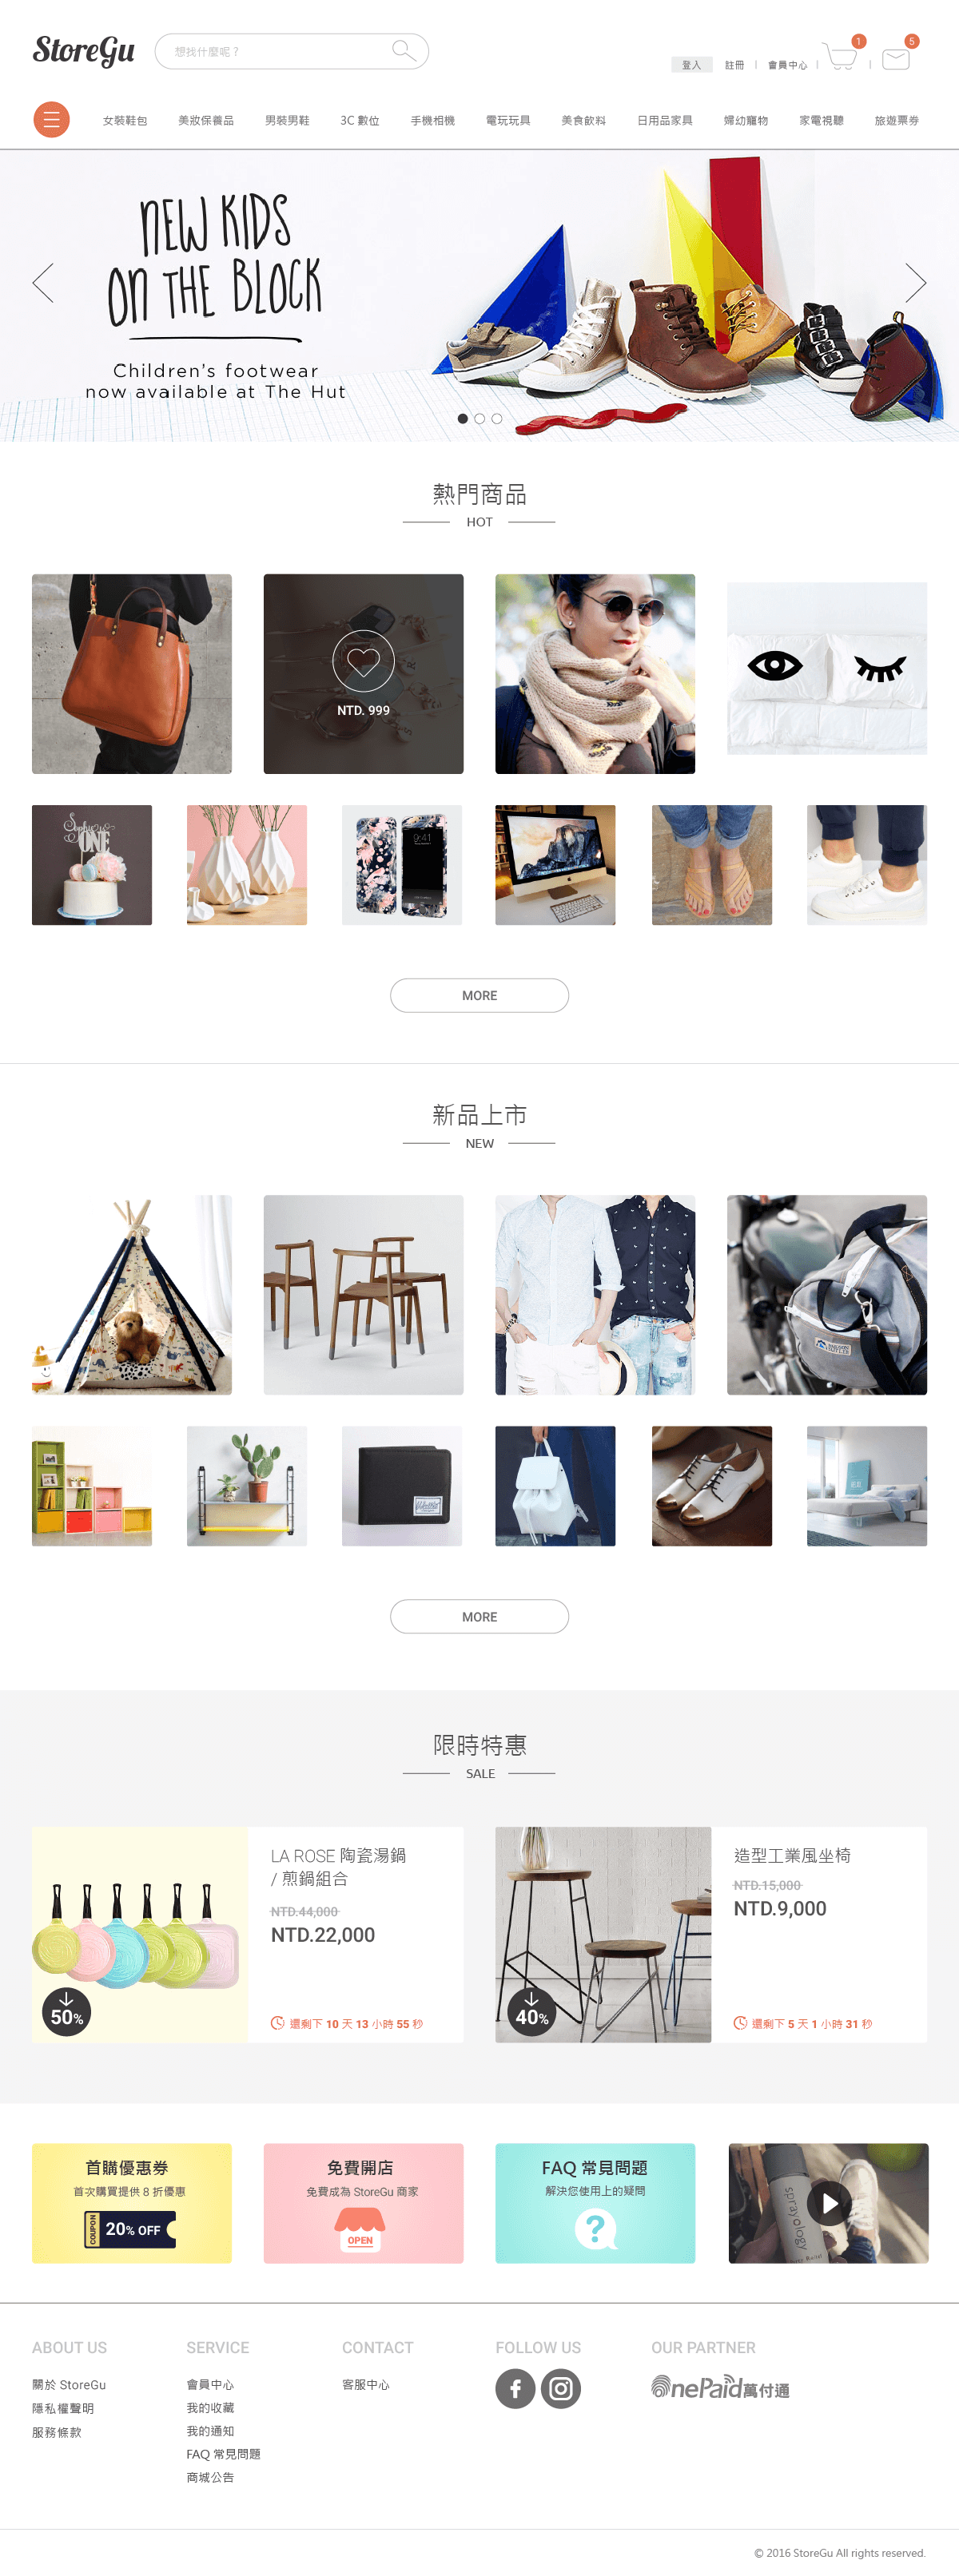 StoreGu
想找什麼呢？
登入 註冊 | 會員中心 | 1 | 5
女裝鞋包 美妝保養品 男裝男鞋 3C 數位 手機相機 電玩玩具 美食飲料 日用品家具 婦幼寵物 家電視聽 旅遊票券
NEW KIDS
ON THE BLOCK
Children's footwear
now available at The Hut
熱門商品
HOT
NTD. 999
Sophie
ONE
9:41
MORE
新品上市
NEW
MORE
限時特惠
SALE
LA ROSE 陶瓷湯鍋
/ 煎鍋組合
NTD.44,000
NTD.22,000
50%
還剩下 10 天 13 小時 55 秒
造型工業風坐椅
NTD.15,000
NTD.9,000
40%
還剩下 5 天 1 小時 31 秒
首購優惠券
首次購買提供 8 折優惠
COUPON
20% OFF
免費開店
免費成為 StoreGu 商家
OPEN
FAQ 常見問題
解決您使用上的疑問
?
sprayology
ABOUT US
關於 StoreGu
隱私權聲明
服務條款
SERVICE
會員中心
我的收藏
我的通知
FAQ 常見問題
商城公告
CONTACT
客服中心
FOLLOW US
OUR PARTNER
OnePaid萬付通
© 2016 StoreGu All rights reserved.